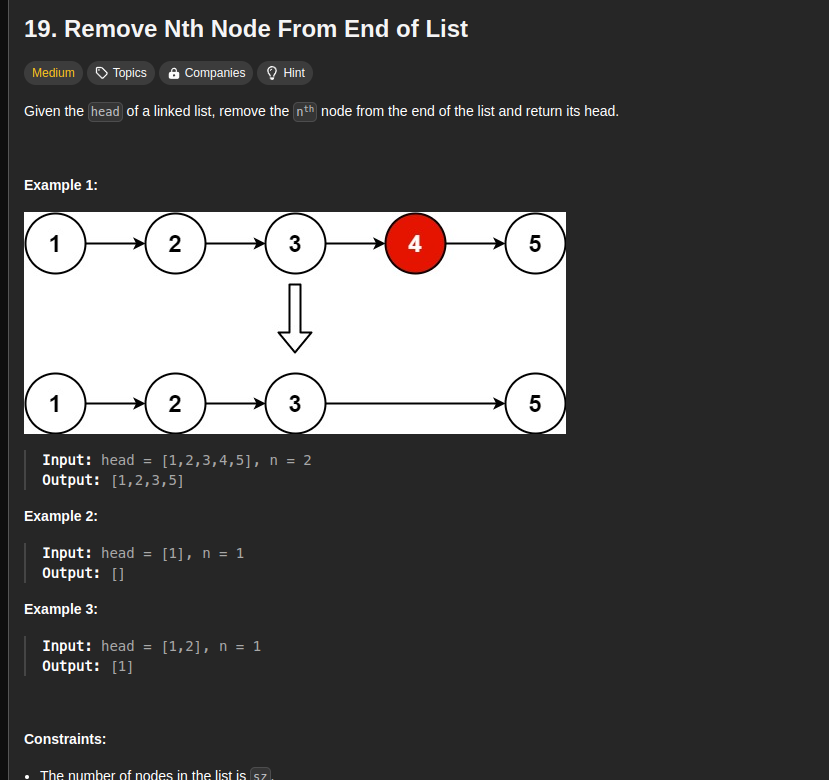 19. Remove Nth Node From End of List
Medium Topics Companies Hint
Given the head of a linked list, remove the nth node from the end of the list and return its head.
Example 1:
1 2 3 4 5
1 2 3 5
Input: head = [1,2,3,4,5], n = 2
Output: [1,2,3,5]
Example 2:
Input: head = [1], n = 1
Output: []
Example 3:
Input: head = [1,2], n = 1
Output: [1]
Constraints:
• The number of nodes in the list is sz.